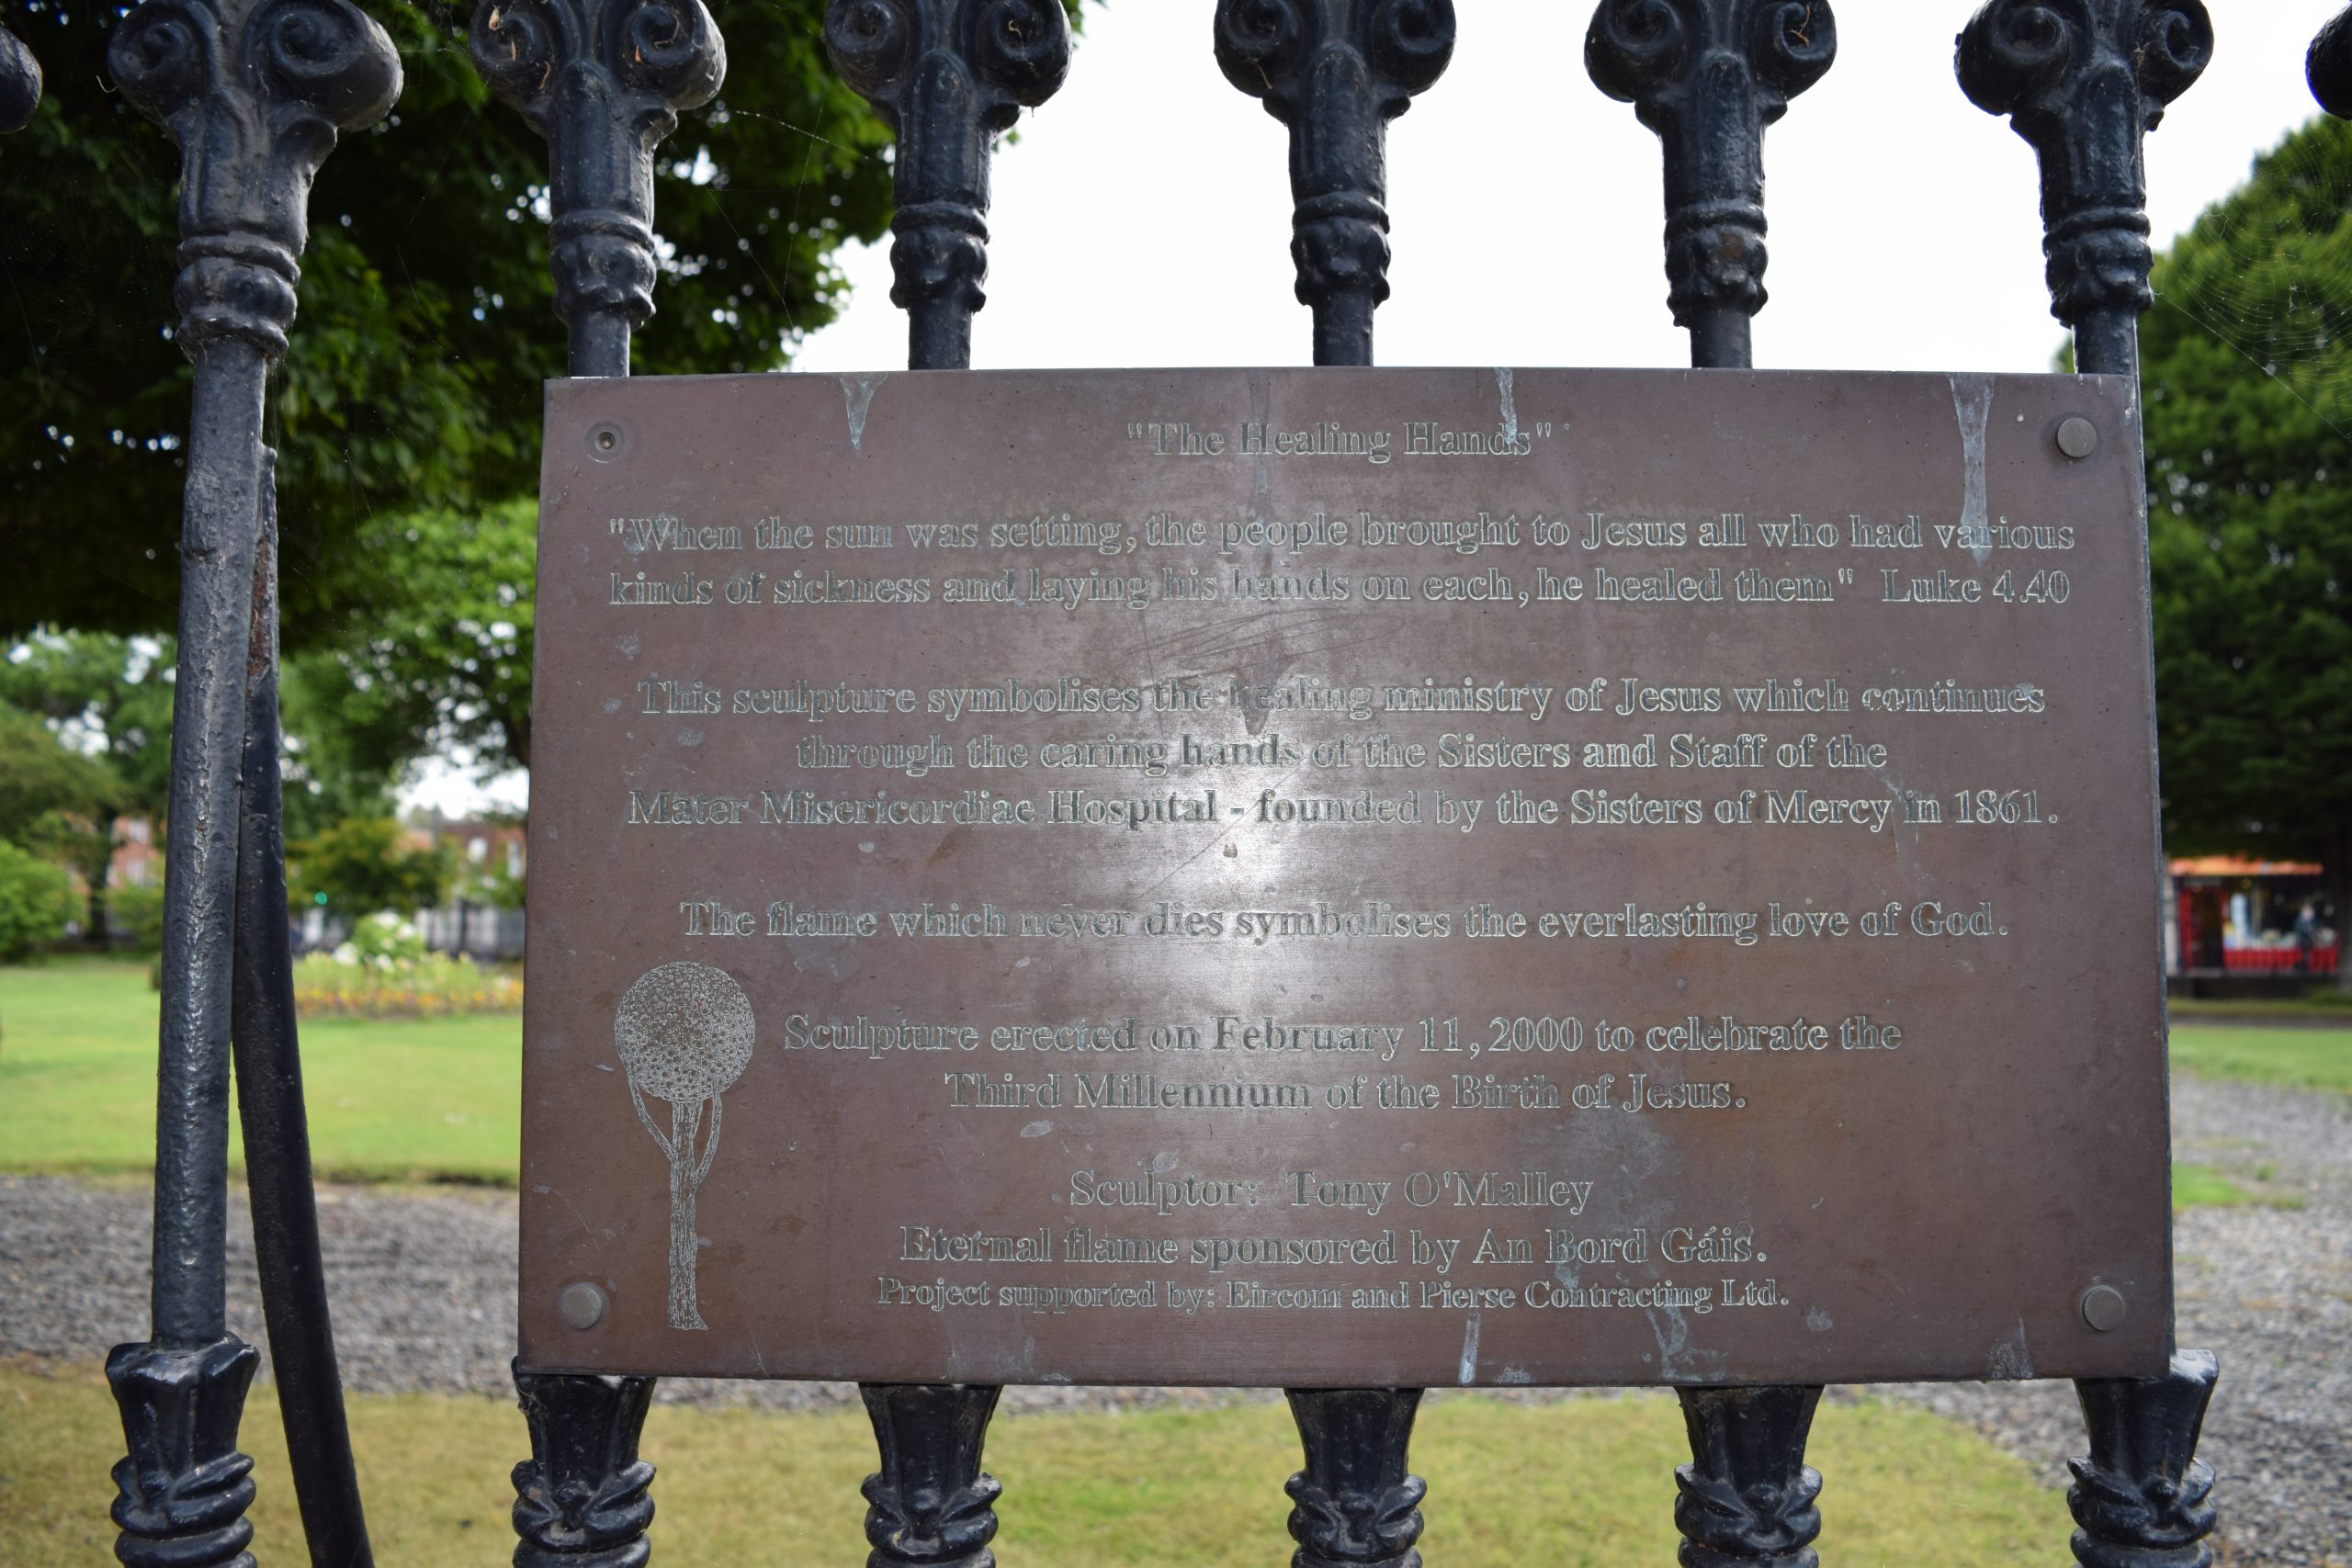 "The Healing Hands"
"When the sun was setting, the people brought to Jesus all who had various
kinds of sickness and laying his hands on each, he healed them" Luke 4.40
This sculpture symbolises the healing ministry of Jesus which continues
through the caring hands of the Sisters and Staff of the
Mater Misericordiae Hospital - founded by the Sisters of Mercy in 1861.
The flame which never dies symbolises the everlasting love of God.
Sculpture erected on February 11, 2000 to celebrate the
Third Millennium of the Birth of Jesus.
Sculptor: Tony O'Malley
Eternal flame sponsored by An Bord Gáis.
Project supported by: Eircom and Pierse Contracting Ltd.